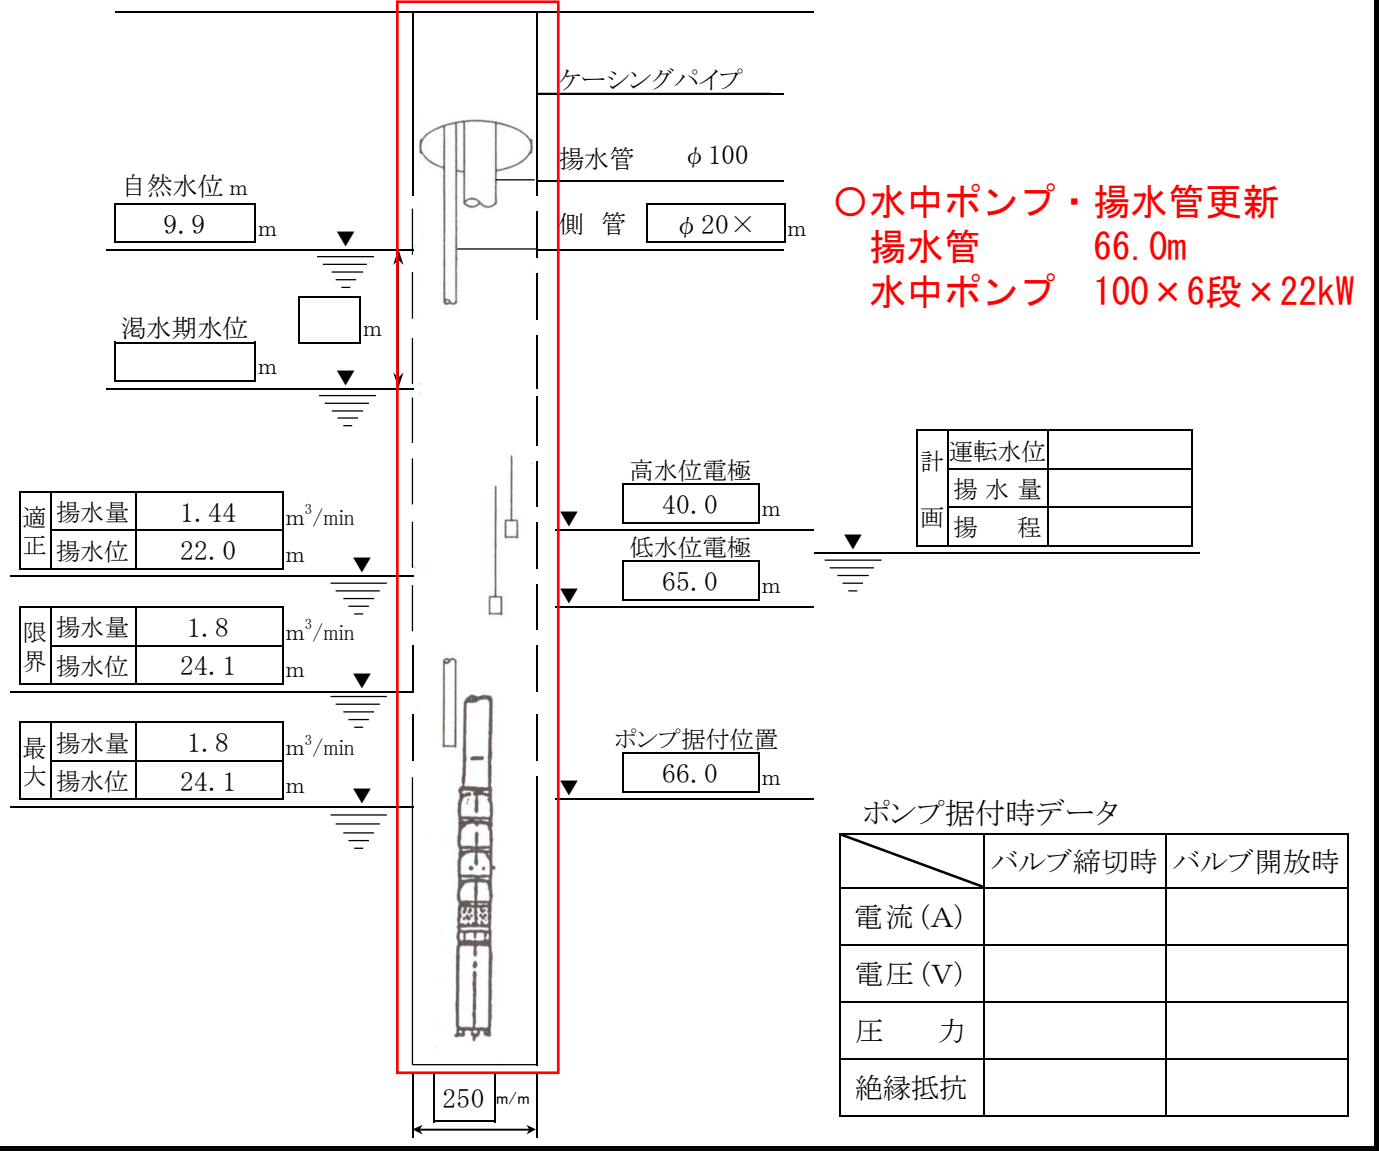 ケーシングパイプ
揚水管 φ100
側 管 φ20× m
自然水位 m
9.9 m
m
渇水期水位
m
○水中ポンプ・揚水管更新
揚水管 66.0m
水中ポンプ 100×6段×22kW
適正 揚水量 1.44 m³/min
揚水位 22.0 m
限界 揚水量 1.8 m³/min
揚水位 24.1 m
最大 揚水量 1.8 m³/min
揚水位 24.1 m
高水位電極
40.0 m
低水位電極
65.0 m
ポンプ据付位置
66.0 m
計画 運転水位
揚水量
揚 程
ポンプ据付時データ
バルブ締切時 バルブ開放時
電流(A)
電圧(V)
圧 力
絶縁抵抗
250 m/m